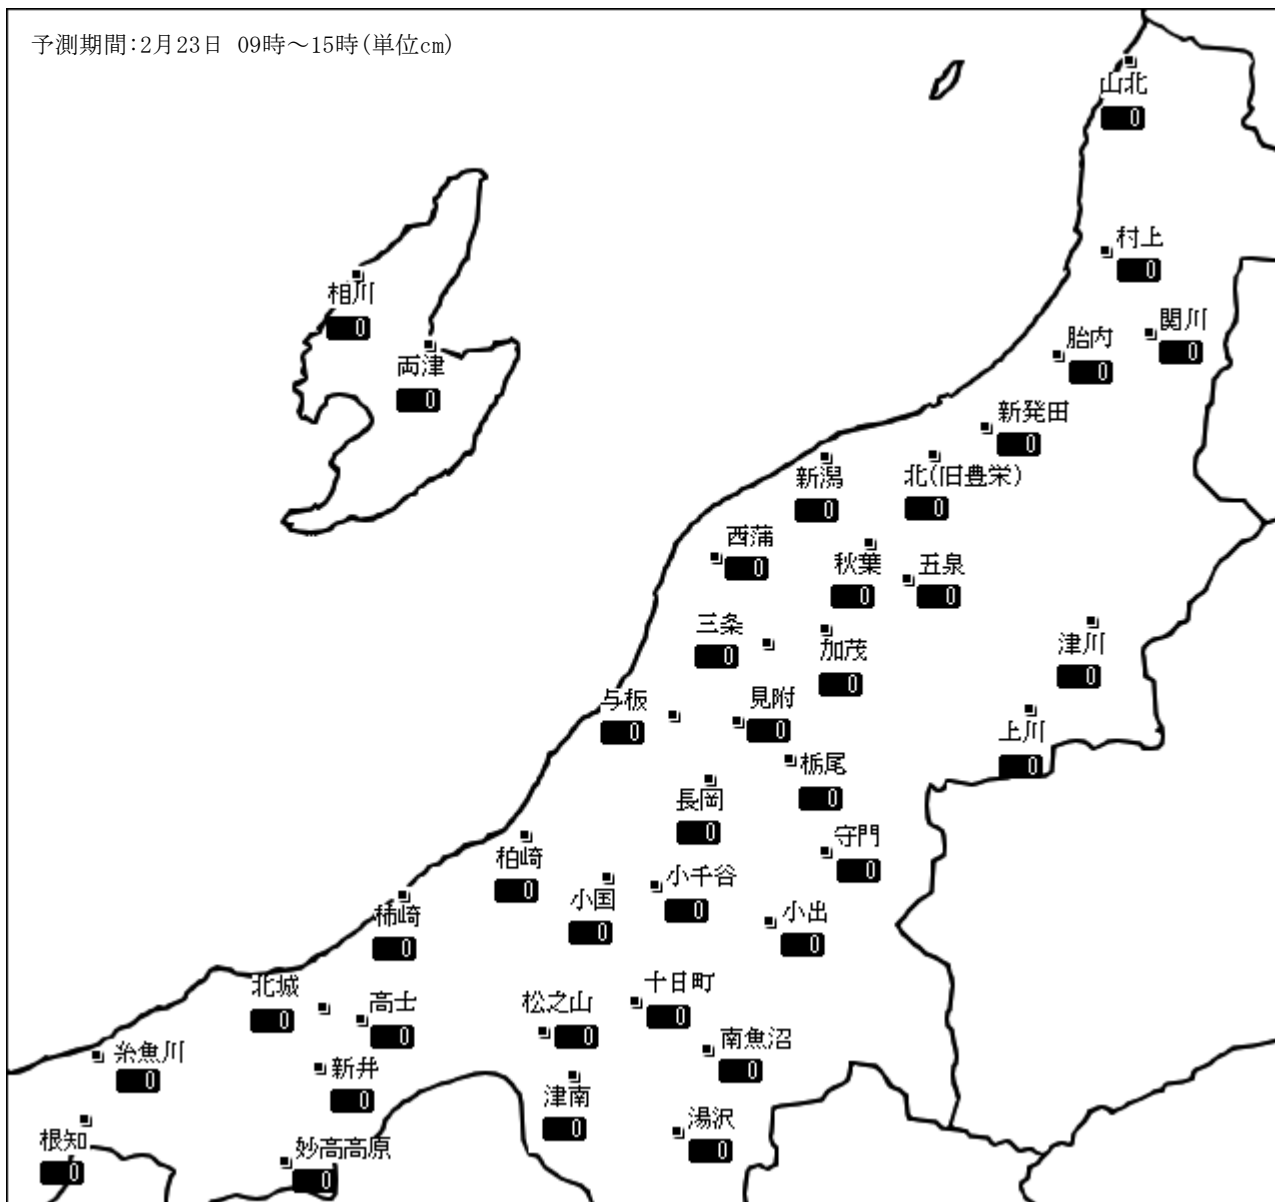 予測期間:2月23日 09時～15時(単位cm)
山北
0
村上
0
相川
0
関川
0
胎内
0
両津
0
新発田
0
新潟
0
北(旧豊栄)
0
西蒲
0
秋葉
0
五泉
0
三条
0
加茂
0
津川
0
与板
0
見附
0
上川
0
栃尾
0
長岡
0
守門
0
柏崎
0
小国
0
小千谷
0
柿崎
0
小出
0
北城
0
高士
0
松之山
0
十日町
0
南魚沼
0
糸魚川
0
新井
0
津南
0
湯沢
0
根知
0
妙高高原
0